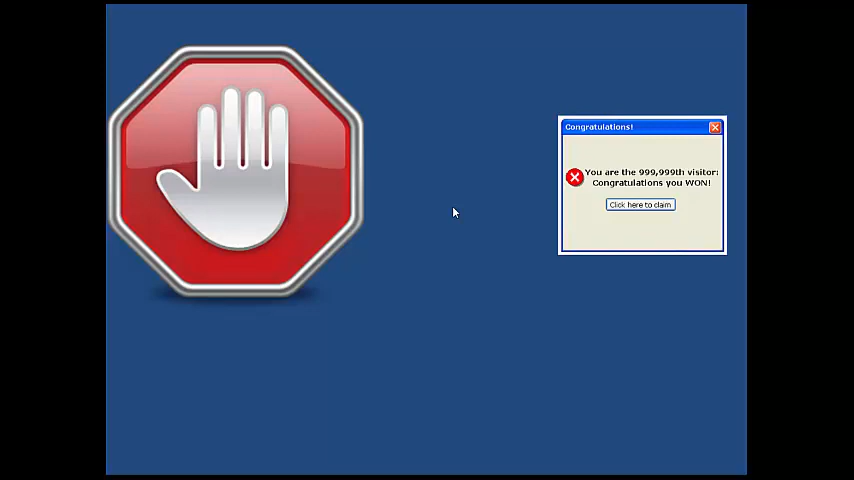 Congratulations!
You are the 999,999th visitor:
Congratulations you WON!
Click here to claim